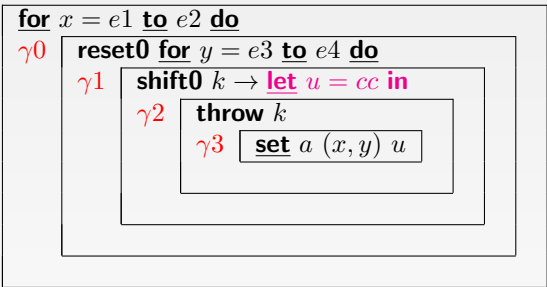 for x = e1 to e2 do
γ0 reset0 for y = e3 to e4 do
γ1 shift0 k → let u = cc in
γ2 throw k
γ3 set a (x, y) u